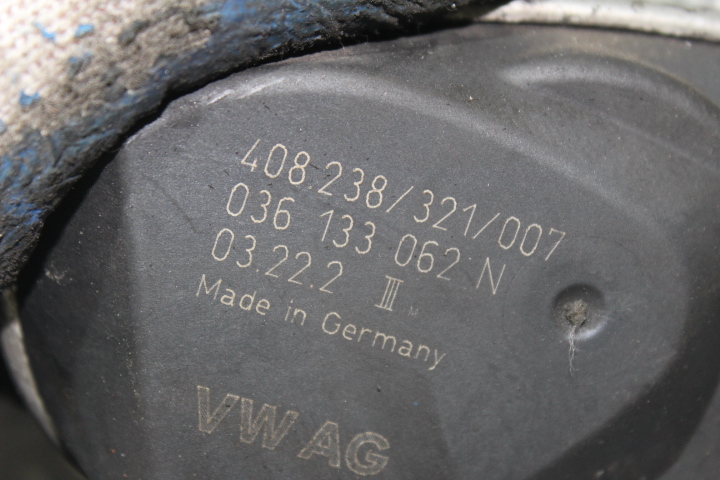 408.238/321/007
036 133 062 N
03.22.2 III M
Made in Germany
VW AG